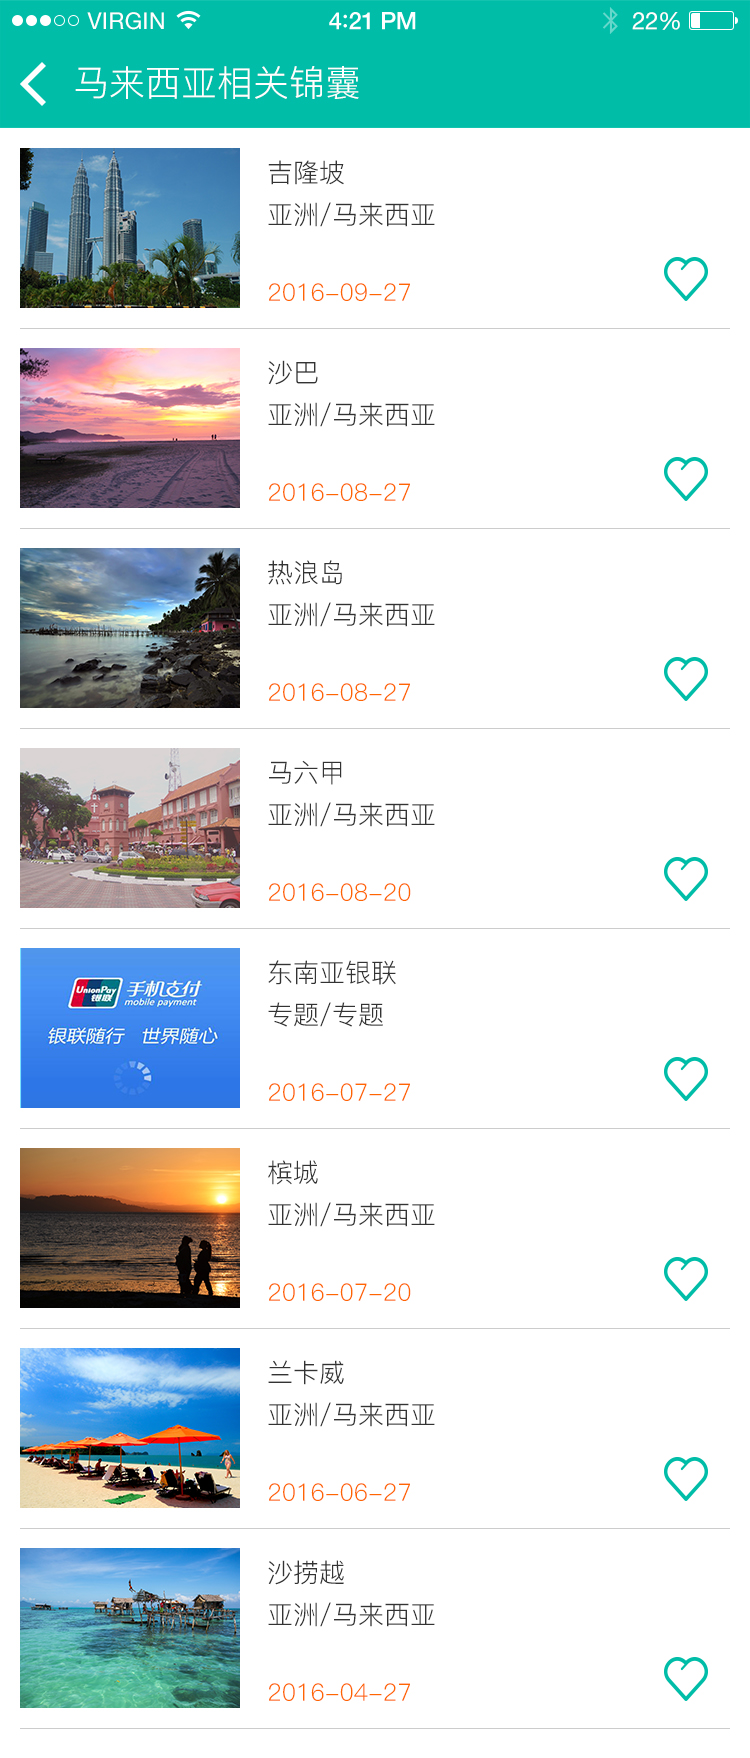 VIRGIN 4:21 PM 22%
马来西亚相关锦囊
吉隆坡
亚洲/马来西亚
2016-09-27
沙巴
亚洲/马来西亚
2016-08-27
热浪岛
亚洲/马来西亚
2016-08-27
马六甲
亚洲/马来西亚
2016-08-20
UnionPay
银联
手机支付
mobile payment
银联随行 世界随心
东南亚银联
专题/专题
2016-07-27
槟城
亚洲/马来西亚
2016-07-20
兰卡威
亚洲/马来西亚
2016-06-27
沙捞越
亚洲/马来西亚
2016-04-27